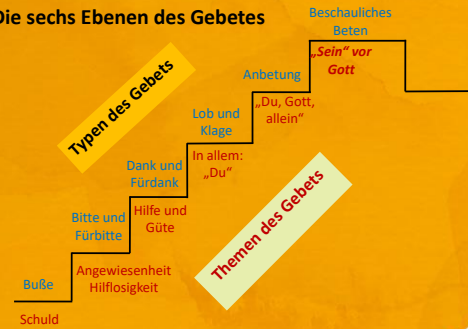 Die sechs Ebenen des Gebetes
Beschauliches
Beten
„Sein“ vor
Gott
Typen des Gebets
Anbetung
„Du, Gott,
allein“
Lob und
Klage
In allem:
„Du“
Dank und
Fürdank
Hilfe und
Güte
Themen des Gebets
Bitte und
Fürbitte
Angewiesenheit
Hilflosigkeit
Buße
Schuld